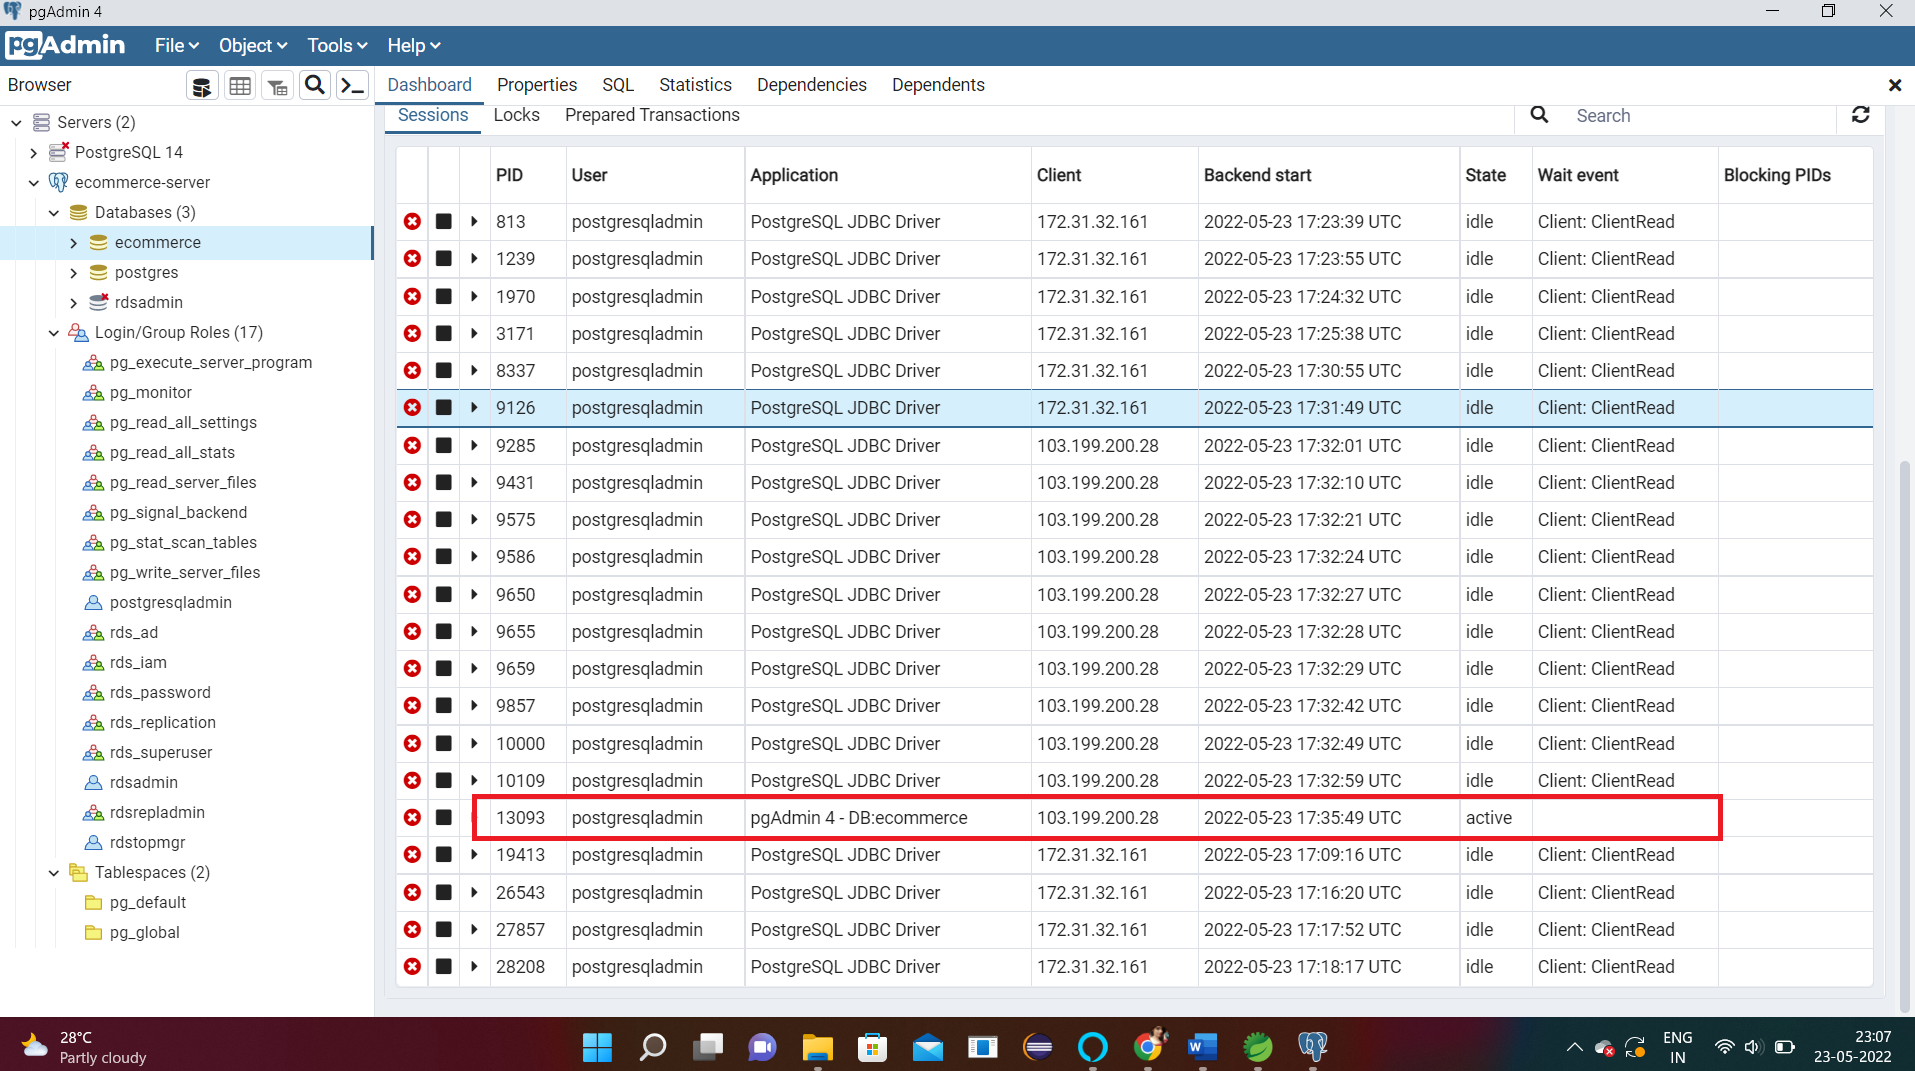 pgAdmin 4
pgAdmin File Object Tools Help
Browser
Dashboard Properties SQL Statistics Dependencies Dependents
Sessions Locks Prepared Transactions Search
Servers (2)
PostgreSQL 14
ecommerce-server
Databases (3)
ecommerce
postgres
rdsadmin
Login/Group Roles (17)
pg_execute_server_program
pg_monitor
pg_read_all_settings
pg_read_all_stats
pg_read_server_files
pg_signal_backend
pg_stat_scan_tables
pg_write_server_files
postgresqladmin
rds_ad
rds_iam
rds_password
rds_replication
rds_superuser
rdsadmin
rdsrepladmin
rdstopmgr
Tablespaces (2)
pg_default
pg_global
PID User Application Client Backend start State Wait event Blocking PIDs
813 postgresqladmin PostgreSQL JDBC Driver 172.31.32.161 2022-05-23 17:23:39 UTC idle Client: ClientRead
1239 postgresqladmin PostgreSQL JDBC Driver 172.31.32.161 2022-05-23 17:23:55 UTC idle Client: ClientRead
1970 postgresqladmin PostgreSQL JDBC Driver 172.31.32.161 2022-05-23 17:24:32 UTC idle Client: ClientRead
3171 postgresqladmin PostgreSQL JDBC Driver 172.31.32.161 2022-05-23 17:25:38 UTC idle Client: ClientRead
8337 postgresqladmin PostgreSQL JDBC Driver 172.31.32.161 2022-05-23 17:30:55 UTC idle Client: ClientRead
9126 postgresqladmin PostgreSQL JDBC Driver 172.31.32.161 2022-05-23 17:31:49 UTC idle Client: ClientRead
9285 postgresqladmin PostgreSQL JDBC Driver 103.199.200.28 2022-05-23 17:32:01 UTC idle Client: ClientRead
9431 postgresqladmin PostgreSQL JDBC Driver 103.199.200.28 2022-05-23 17:32:10 UTC idle Client: ClientRead
9575 postgresqladmin PostgreSQL JDBC Driver 103.199.200.28 2022-05-23 17:32:21 UTC idle Client: ClientRead
9586 postgresqladmin PostgreSQL JDBC Driver 103.199.200.28 2022-05-23 17:32:24 UTC idle Client: ClientRead
9650 postgresqladmin PostgreSQL JDBC Driver 103.199.200.28 2022-05-23 17:32:27 UTC idle Client: ClientRead
9655 postgresqladmin PostgreSQL JDBC Driver 103.199.200.28 2022-05-23 17:32:28 UTC idle Client: ClientRead
9659 postgresqladmin PostgreSQL JDBC Driver 103.199.200.28 2022-05-23 17:32:29 UTC idle Client: ClientRead
9857 postgresqladmin PostgreSQL JDBC Driver 103.199.200.28 2022-05-23 17:32:42 UTC idle Client: ClientRead
10000 postgresqladmin PostgreSQL JDBC Driver 103.199.200.28 2022-05-23 17:32:49 UTC idle Client: ClientRead
10109 postgresqladmin PostgreSQL JDBC Driver 103.199.200.28 2022-05-23 17:32:59 UTC idle Client: ClientRead
13093 postgresqladmin pgAdmin 4 - DB:ecommerce 103.199.200.28 2022-05-23 17:35:49 UTC active
19413 postgresqladmin PostgreSQL JDBC Driver 172.31.32.161 2022-05-23 17:09:16 UTC idle Client: ClientRead
26543 postgresqladmin PostgreSQL JDBC Driver 172.31.32.161 2022-05-23 17:16:20 UTC idle Client: ClientRead
27857 postgresqladmin PostgreSQL JDBC Driver 172.31.32.161 2022-05-23 17:17:52 UTC idle Client: ClientRead
28208 postgresqladmin PostgreSQL JDBC Driver 172.31.32.161 2022-05-23 17:18:17 UTC idle Client: ClientRead
28°C
Partly cloudy
W
ENG
IN
23:07
23-05-2022